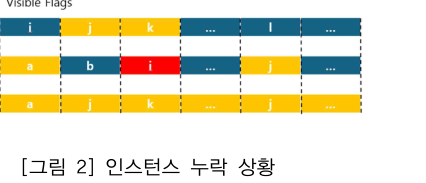 Visible Flags
i j k ... l ...
a b i ... j ...
a j k ... j ...
[그림 2] 인스턴스 누락 상황